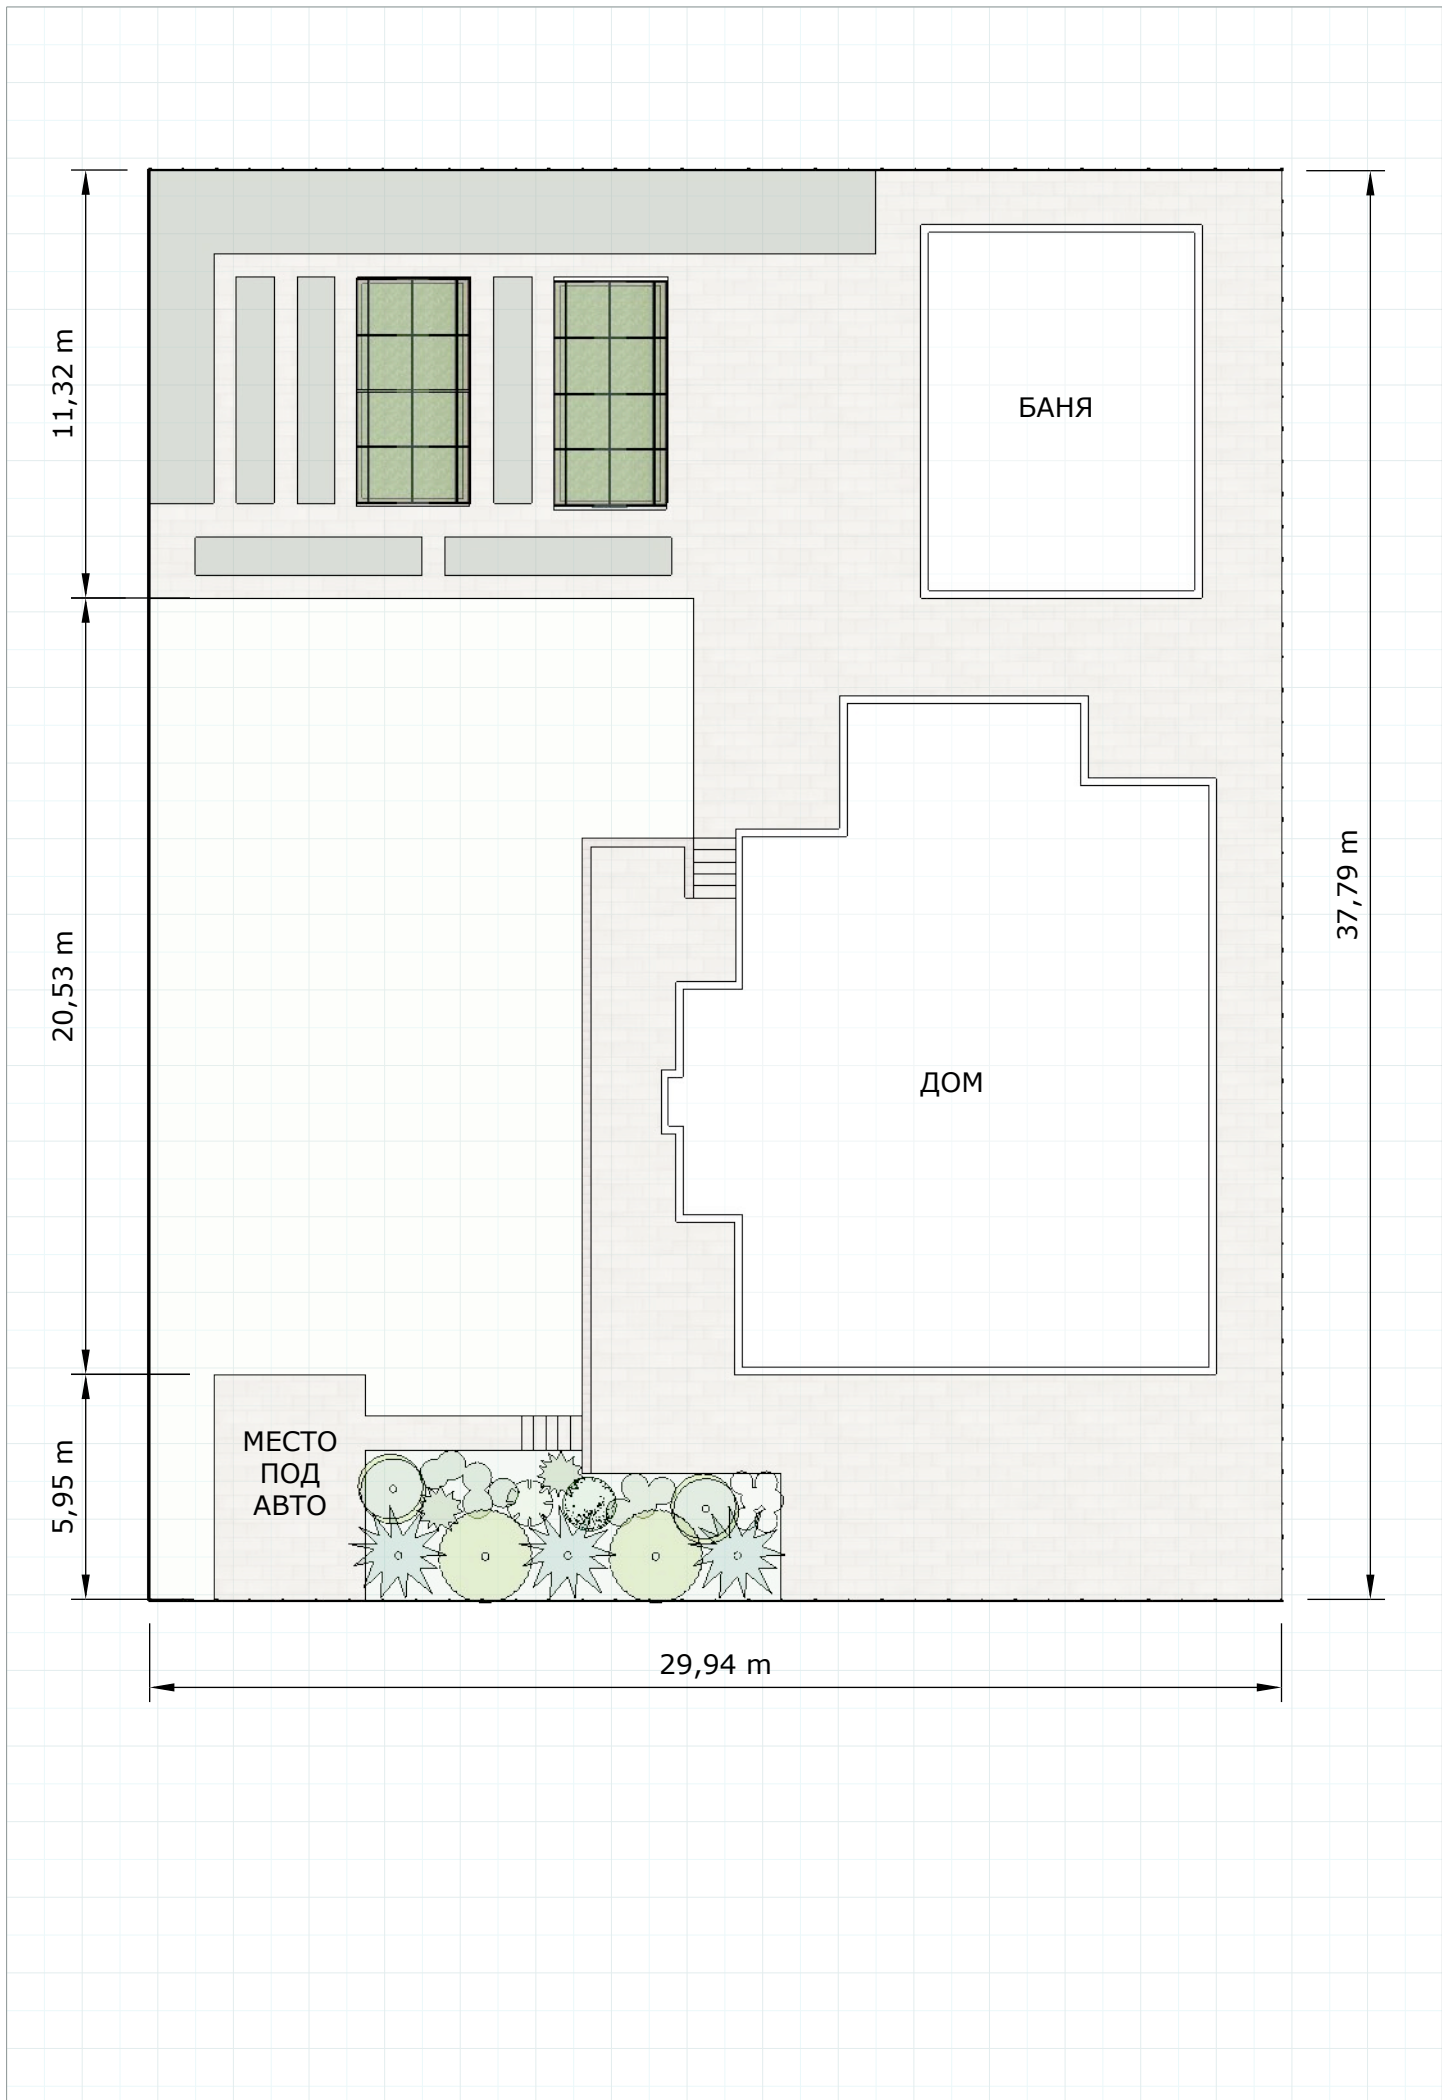 БАНЯ
11,32 m
37,79 m
20,53 m
ДОМ
МЕСТО
ПОД
АВТО
5,95 m
29,94 m